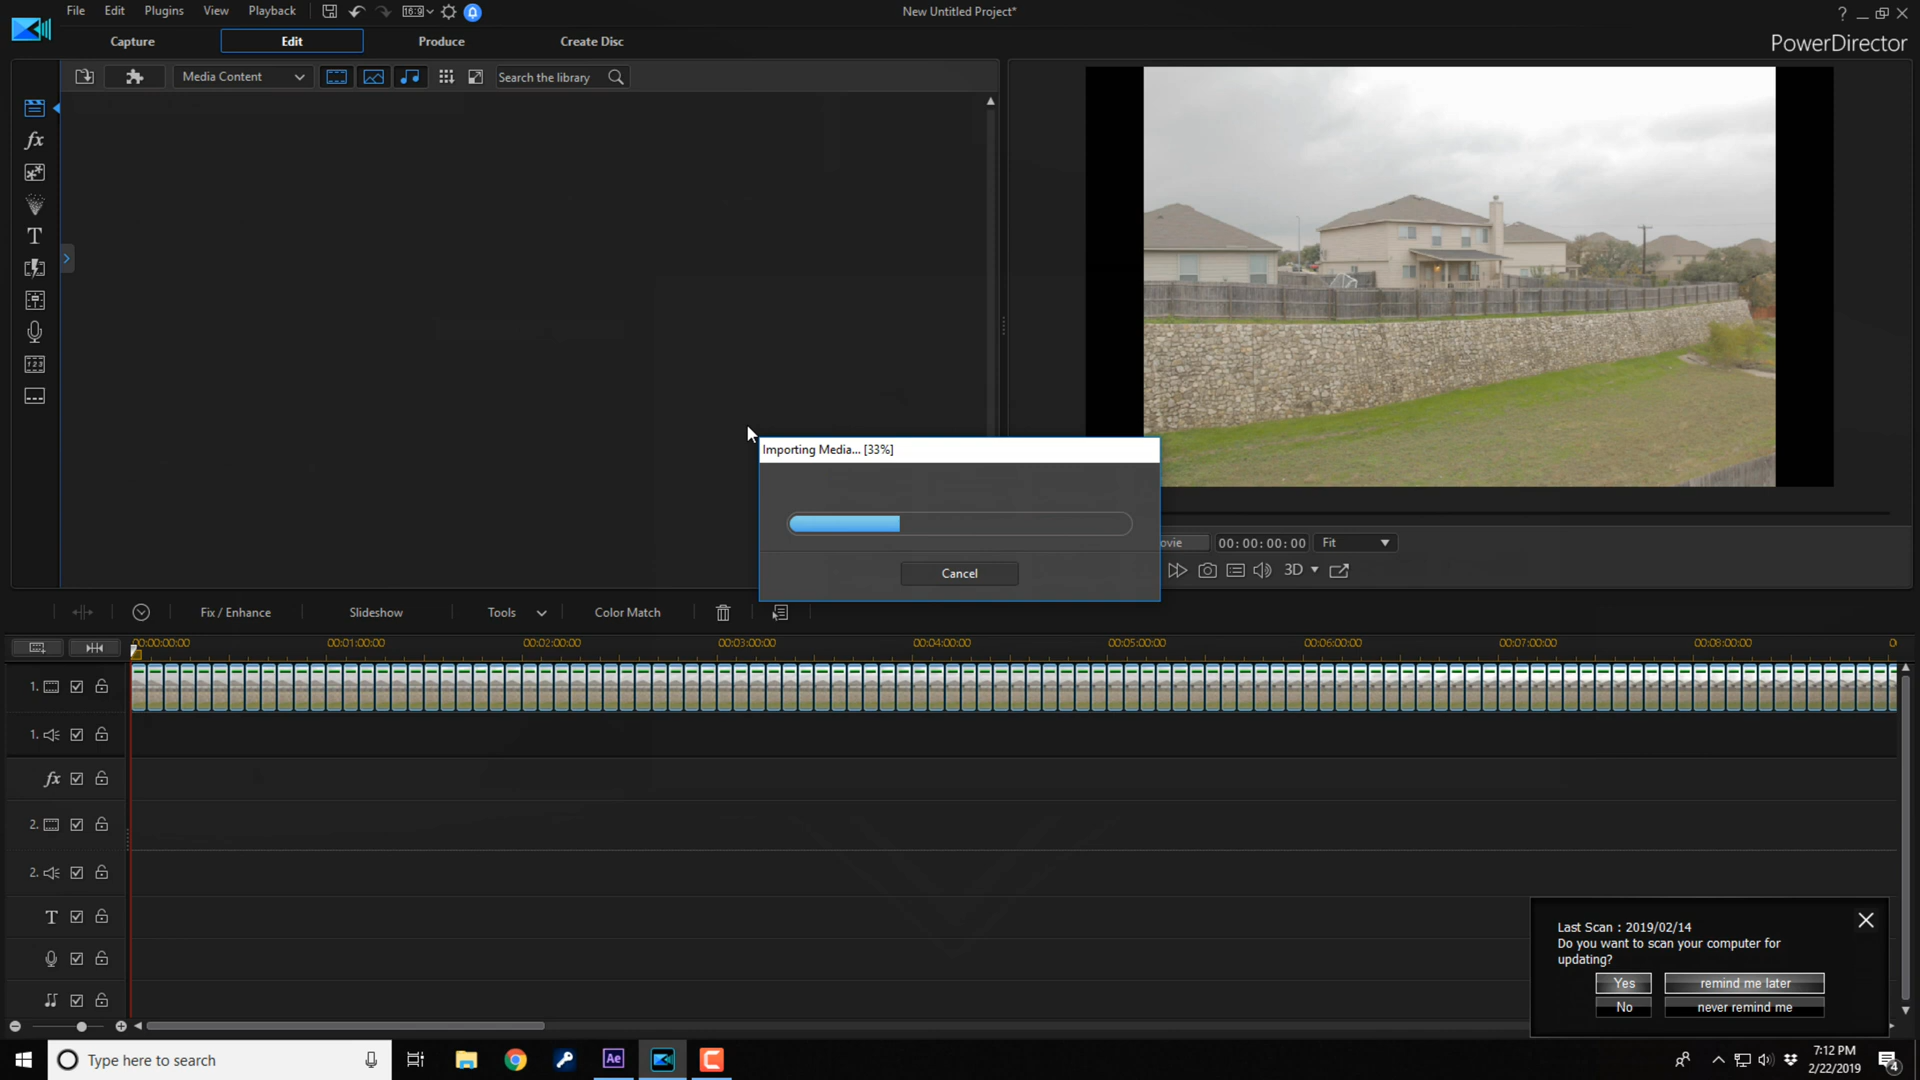 File Edit Plugins View Playback 16:9 New Untitled Project* ?
Capture Edit Produce Create Disc PowerDirector
Media Content Search the library
fx
T
Importing Media... [33%]
Cancel
ovie 00:00:00:00 Fit
3D
Fix / Enhance Slideshow Tools Color Match
00:00:00:00 00:01:00:00 00:02:00:00 00:03:00:00 00:04:00:00 00:05:00:00 00:06:00:00 00:07:00:00 00:08:00:00
1.
1.
fx
2.
2.
T
Last Scan : 2019/02/14
Do you want to scan your computer for
updating?
Yes remind me later
No never remind me
Type here to search Ae 7:12 PM
2/22/2019 4